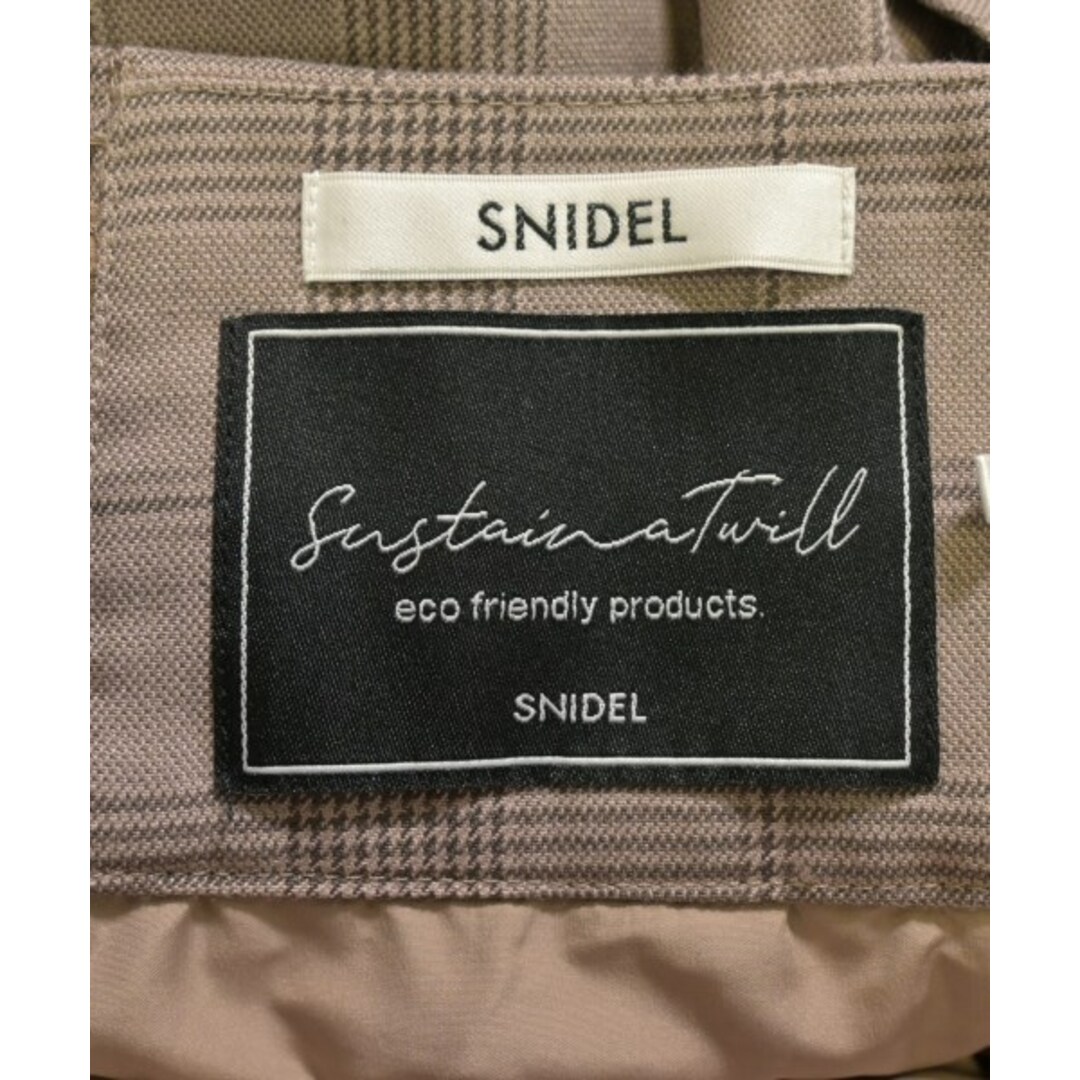 SNIDEL
SustainaTwill
eco friendly products.
SNIDEL